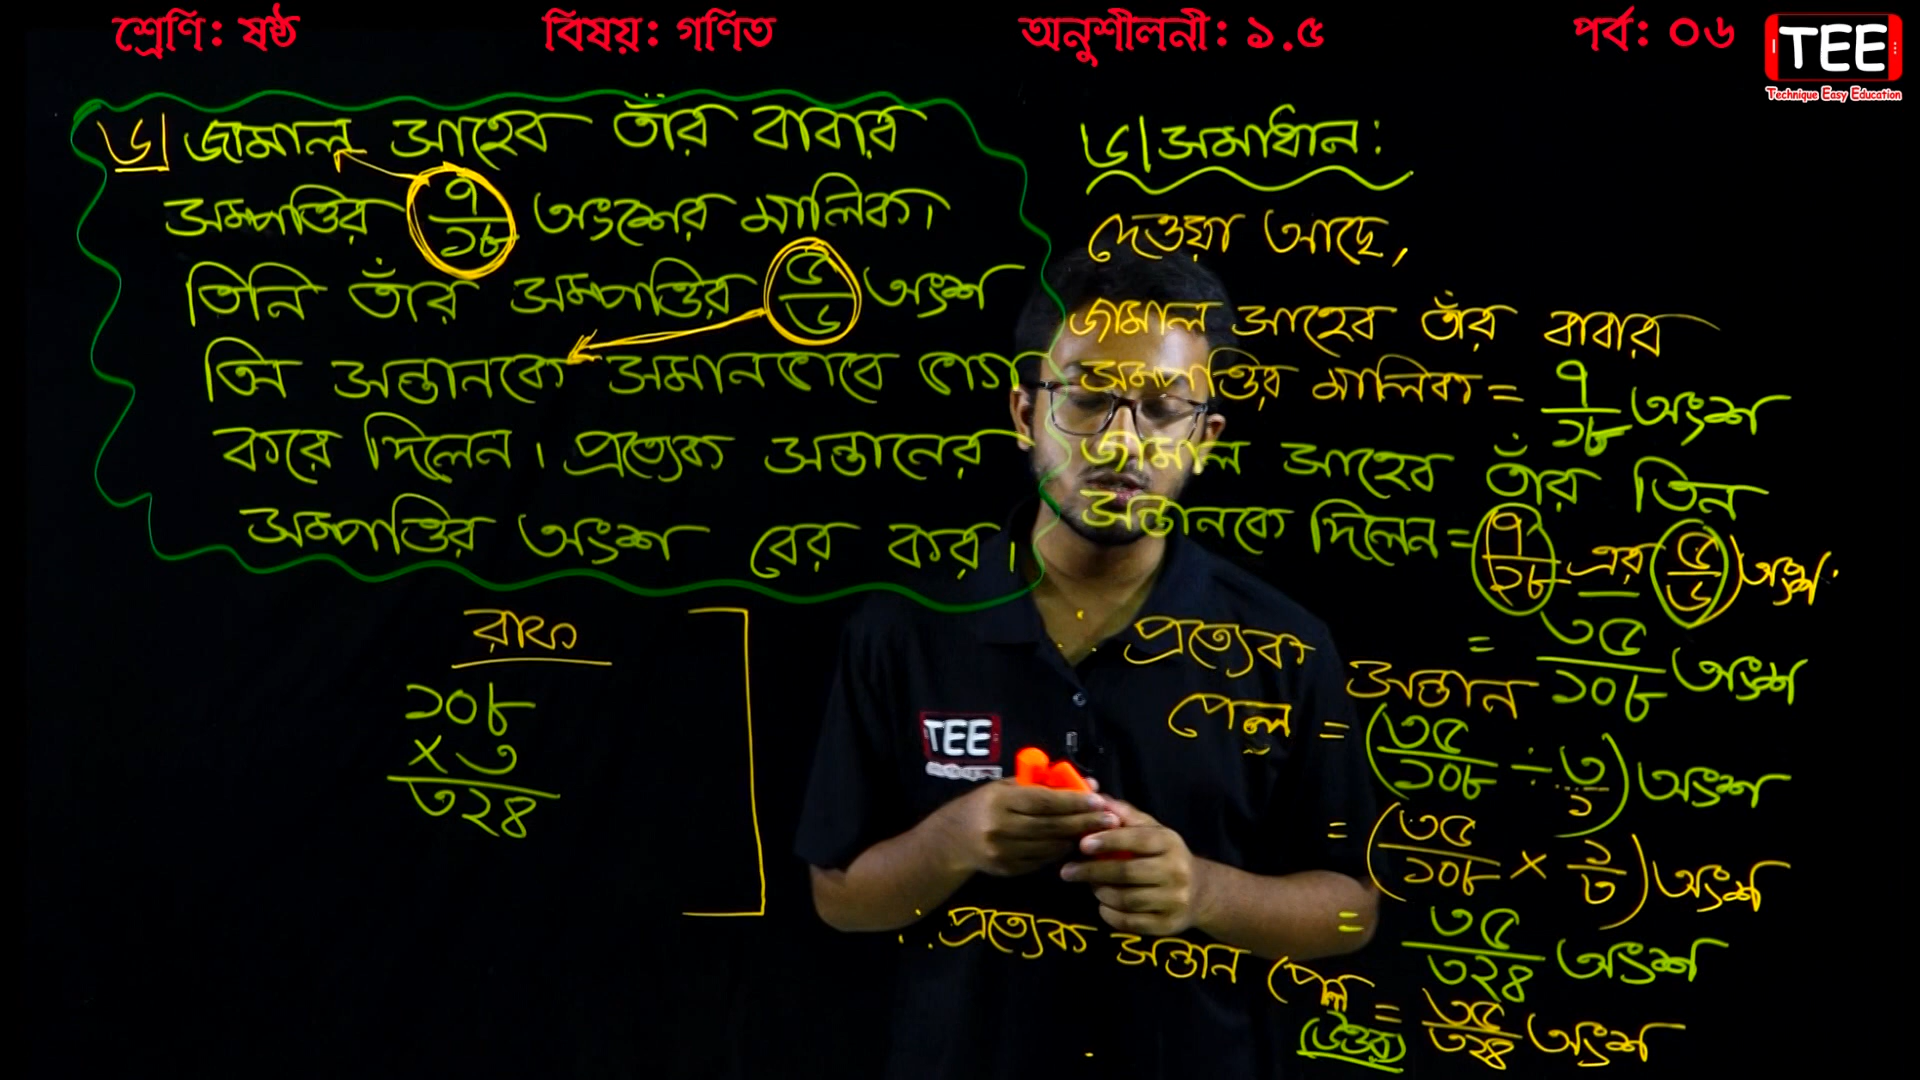 শ্রেণি: ষষ্ঠ
বিষয়: গণিত
অনুশীলনী: ১.৫
পর্ব: ০৬
TEE
Technique Easy Education
৬| জামাল সাহেব তাঁর বাবার
সম্পত্তির ৭/১৮ অংশের মালিক।
তিনি তাঁর সম্পত্তির ৫/৬ অংশ
তিন সন্তানকে সমানভাবে ভাগ
করে দিলেন। প্রত্যেক সন্তানের
সম্পত্তির অংশ বের কর।
রাফ
১০৮
× ৩
৩২৪
৬| সমাধান:
দেওয়া আছে,
জামাল সাহেব তাঁর বাবার
সম্পত্তির মালিক = ৭/১৮ অংশ
জামাল সাহেব তাঁর তিন
সন্তানকে দিলেন = (৭/১৮ এর ৫/৬) অংশ
= ৩৫/১০৮ অংশ
∴ প্রত্যেক সন্তান
পেল = (৩৫/১০৮ ÷ ৩/১) অংশ
= (৩৫/১০৮ × ১/৩) অংশ
= ৩৫/৩২৪ অংশ
∴ প্রত্যেক সন্তান পেল = ৩৫/৩২৪ অংশ
(উত্তর)
TEE